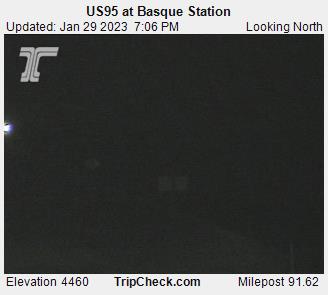 US95 at Basque Station
Updated: Jan 29 2023 7:06 PM Looking North
Elevation 4460 TripCheck.com Milepost 91.62